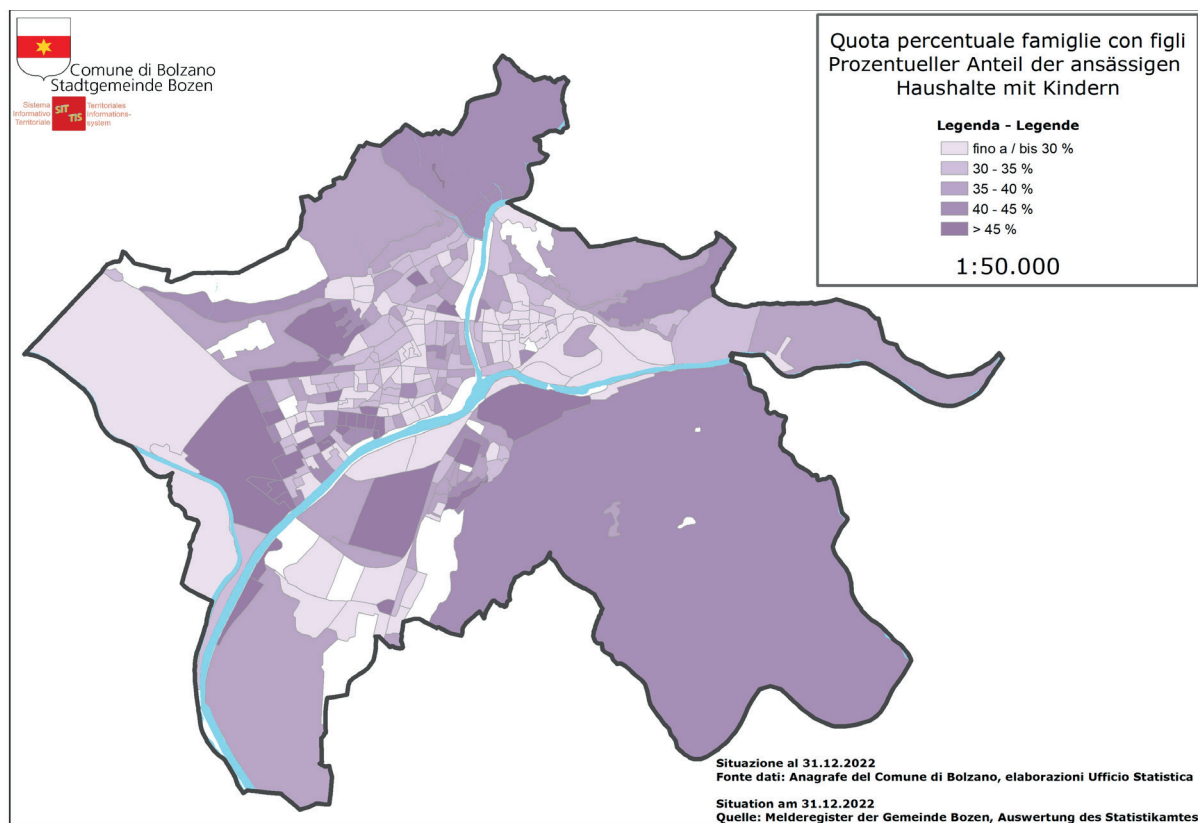 Comune di Bolzano
Stadtgemeinde Bozen
Sistema
Informativo
Territoriale
SIT
TIS
Territoriales
Informations-
system
Quota percentuale famiglie con figli
Prozentueller Anteil der ansässigen
Haushalte mit Kindern
Legenda - Legende
fino a / bis 30 %
30 - 35 %
35 - 40 %
40 - 45 %
> 45 %
1:50.000
Situazione al 31.12.2022
Fonte dati: Anagrafe del Comune di Bolzano, elaborazioni Ufficio Statistica
Situation am 31.12.2022
Quelle: Melderegister der Gemeinde Bozen, Auswertung des Statistikamtes